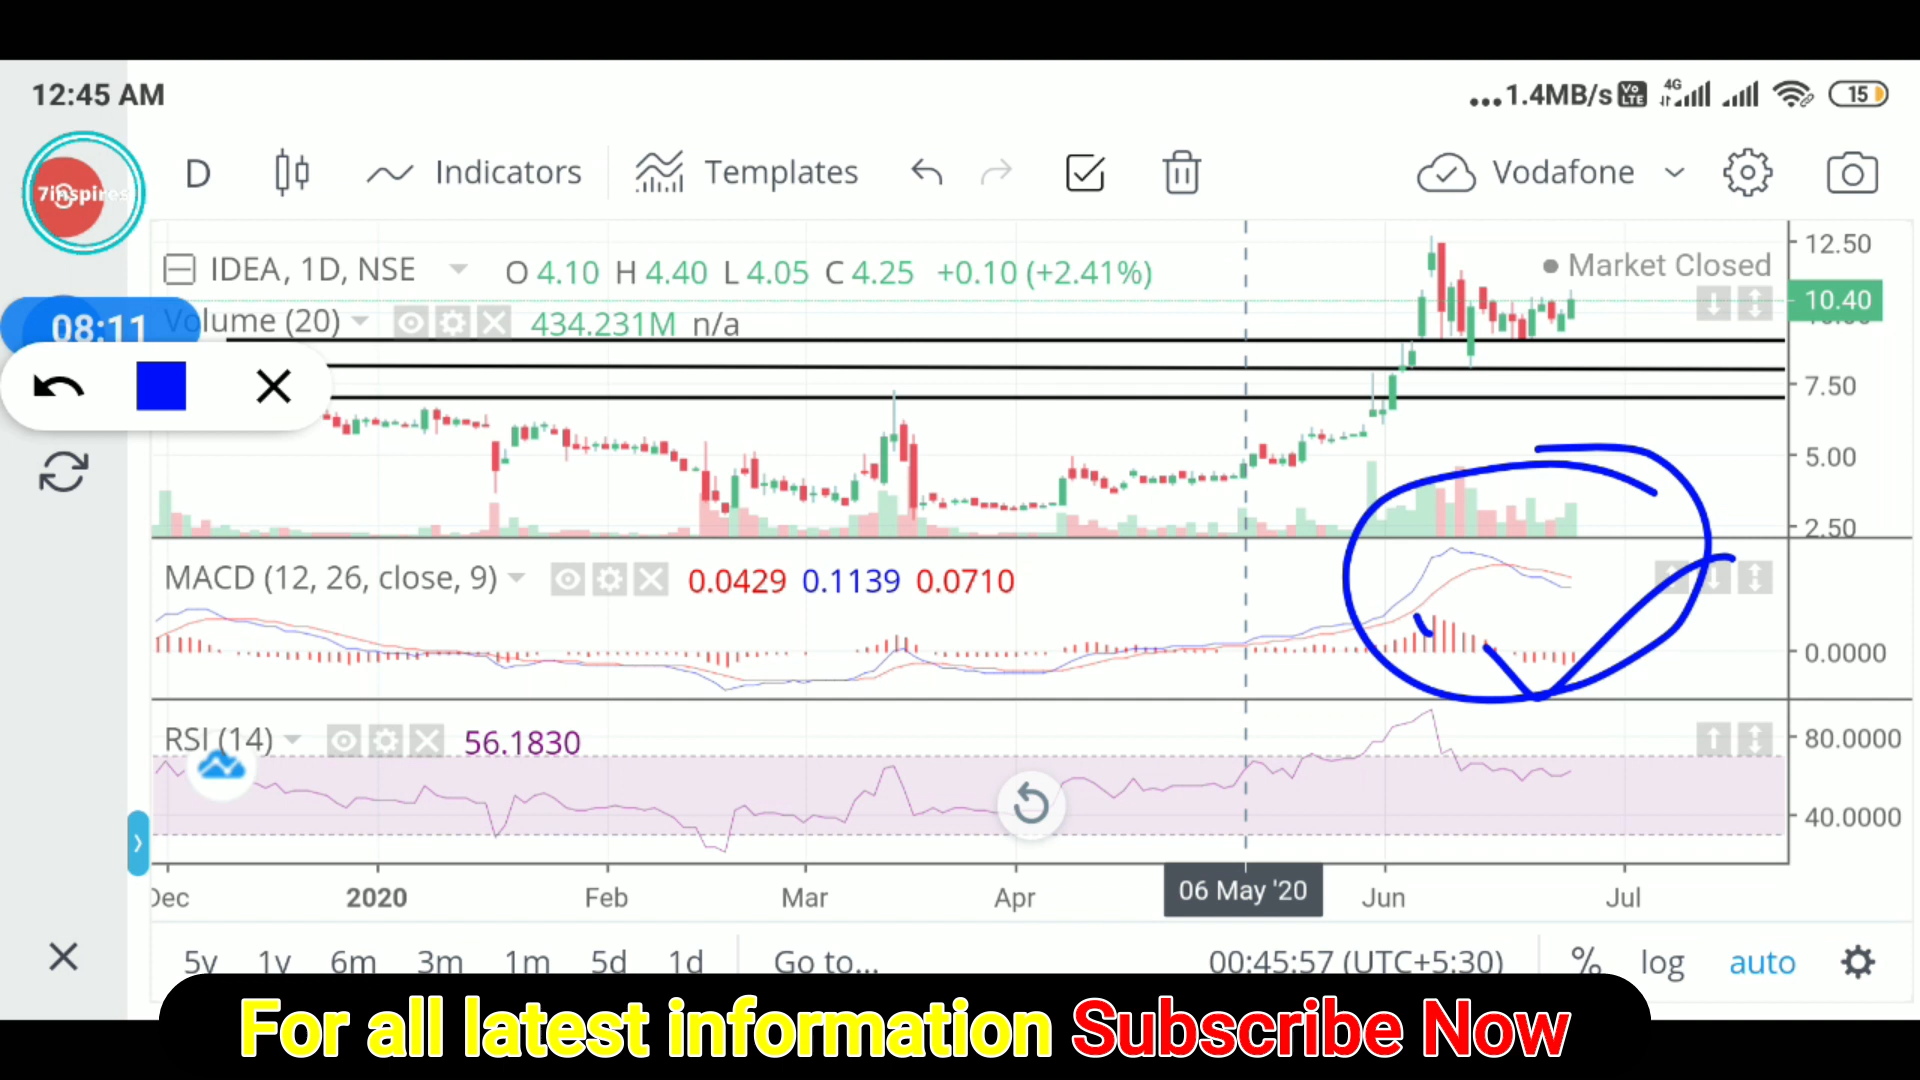 12:45 AM
...1.4MB/s Vo LTE 4G 15
7inspires
D Indicators Templates Vodafone
IDEA, 1D, NSE O 4.10 H 4.40 L 4.05 C 4.25 +0.10 (+2.41%)
Market Closed
12.50
10.40
08:11
Volume (20) 434.231M n/a
7.50
5.00
2.50
MACD (12, 26, close, 9) 0.0429 0.1139 0.0710
0.0000
RSI (14) 56.1830
80.0000
40.0000
Dec 2020 Feb Mar Apr 06 May '20 Jun Jul
5y 1y 6m 3m 1m 5d 1d Go to... 00:45:57 (UTC+5:30) % log auto
For all latest information Subscribe Now